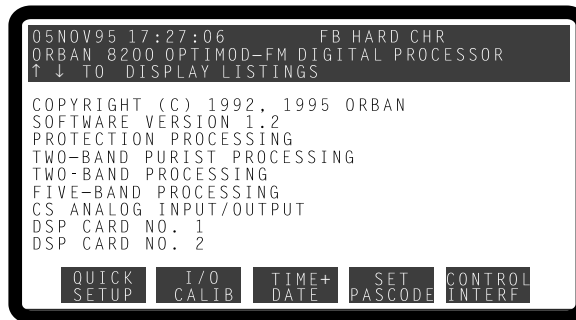 05NOV95 17:27:06 FB HARD CHR
ORBAN 8200 OPTIMOD–FM DIGITAL PROCESSOR
↑ ↓ TO DISPLAY LISTINGS
COPYRIGHT (C) 1992, 1995 ORBAN
SOFTWARE VERSION 1.2
PROTECTION PROCESSING
TWO–BAND PURIST PROCESSING
TWO-BAND PROCESSING
FIVE–BAND PROCESSING
CS ANALOG INPUT/OUTPUT
DSP CARD NO. 1
DSP CARD NO. 2
QUICK SETUP
I/O CALIB
TIME+ DATE
SET PASCODE
CONTROL INTERF